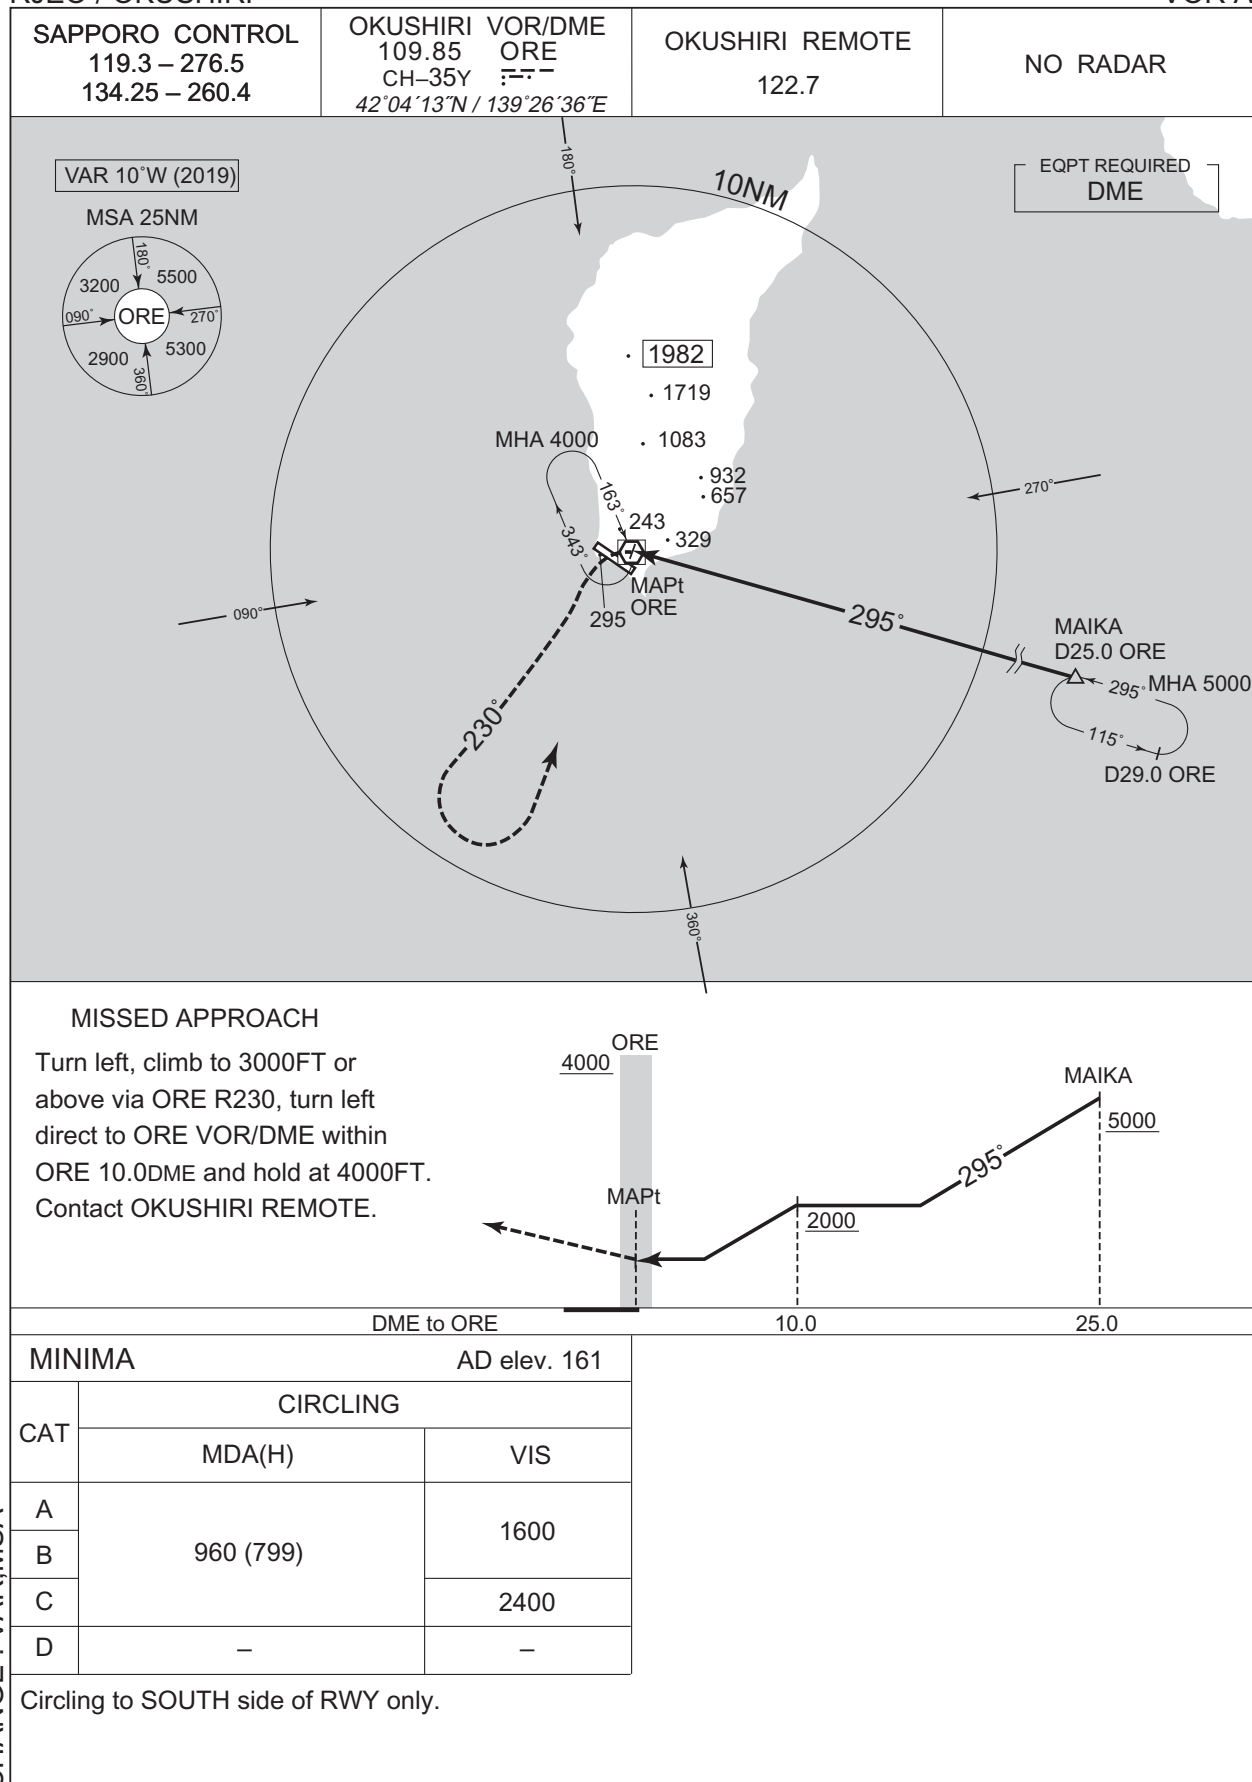 SAPPORO CONTROL
119.3 – 276.5
134.25 – 260.4
OKUSHIRI VOR/DME
109.85 ORE
CH–35Y
42°04´13˝N / 139°26´36˝E
OKUSHIRI REMOTE
122.7
NO RADAR
VAR 10°W (2019)
MSA 25NM
180°
3200
5500
090°
ORE
270°
2900
5300
360°
180°
10NM
EQPT REQUIRED
DME
1982
1719
MHA 4000
1083
932
657
163°
243
329
343°
270°
MAPt
ORE
295
090°
295°
MAIKA
D25.0 ORE
295°
MHA 5000
115°
D29.0 ORE
230°
360°
MISSED APPROACH
Turn left, climb to 3000FT or
above via ORE R230, turn left
direct to ORE VOR/DME within
ORE 10.0DME and hold at 4000FT.
Contact OKUSHIRI REMOTE.
ORE
4000
MAIKA
5000
295°
MAPt
2000
DME to ORE 10.0 25.0
MINIMA AD elev. 161
CAT
CIRCLING
MDA(H) VIS
A
1600
B
960 (799)
C 2400
D – –
Circling to SOUTH side of RWY only.